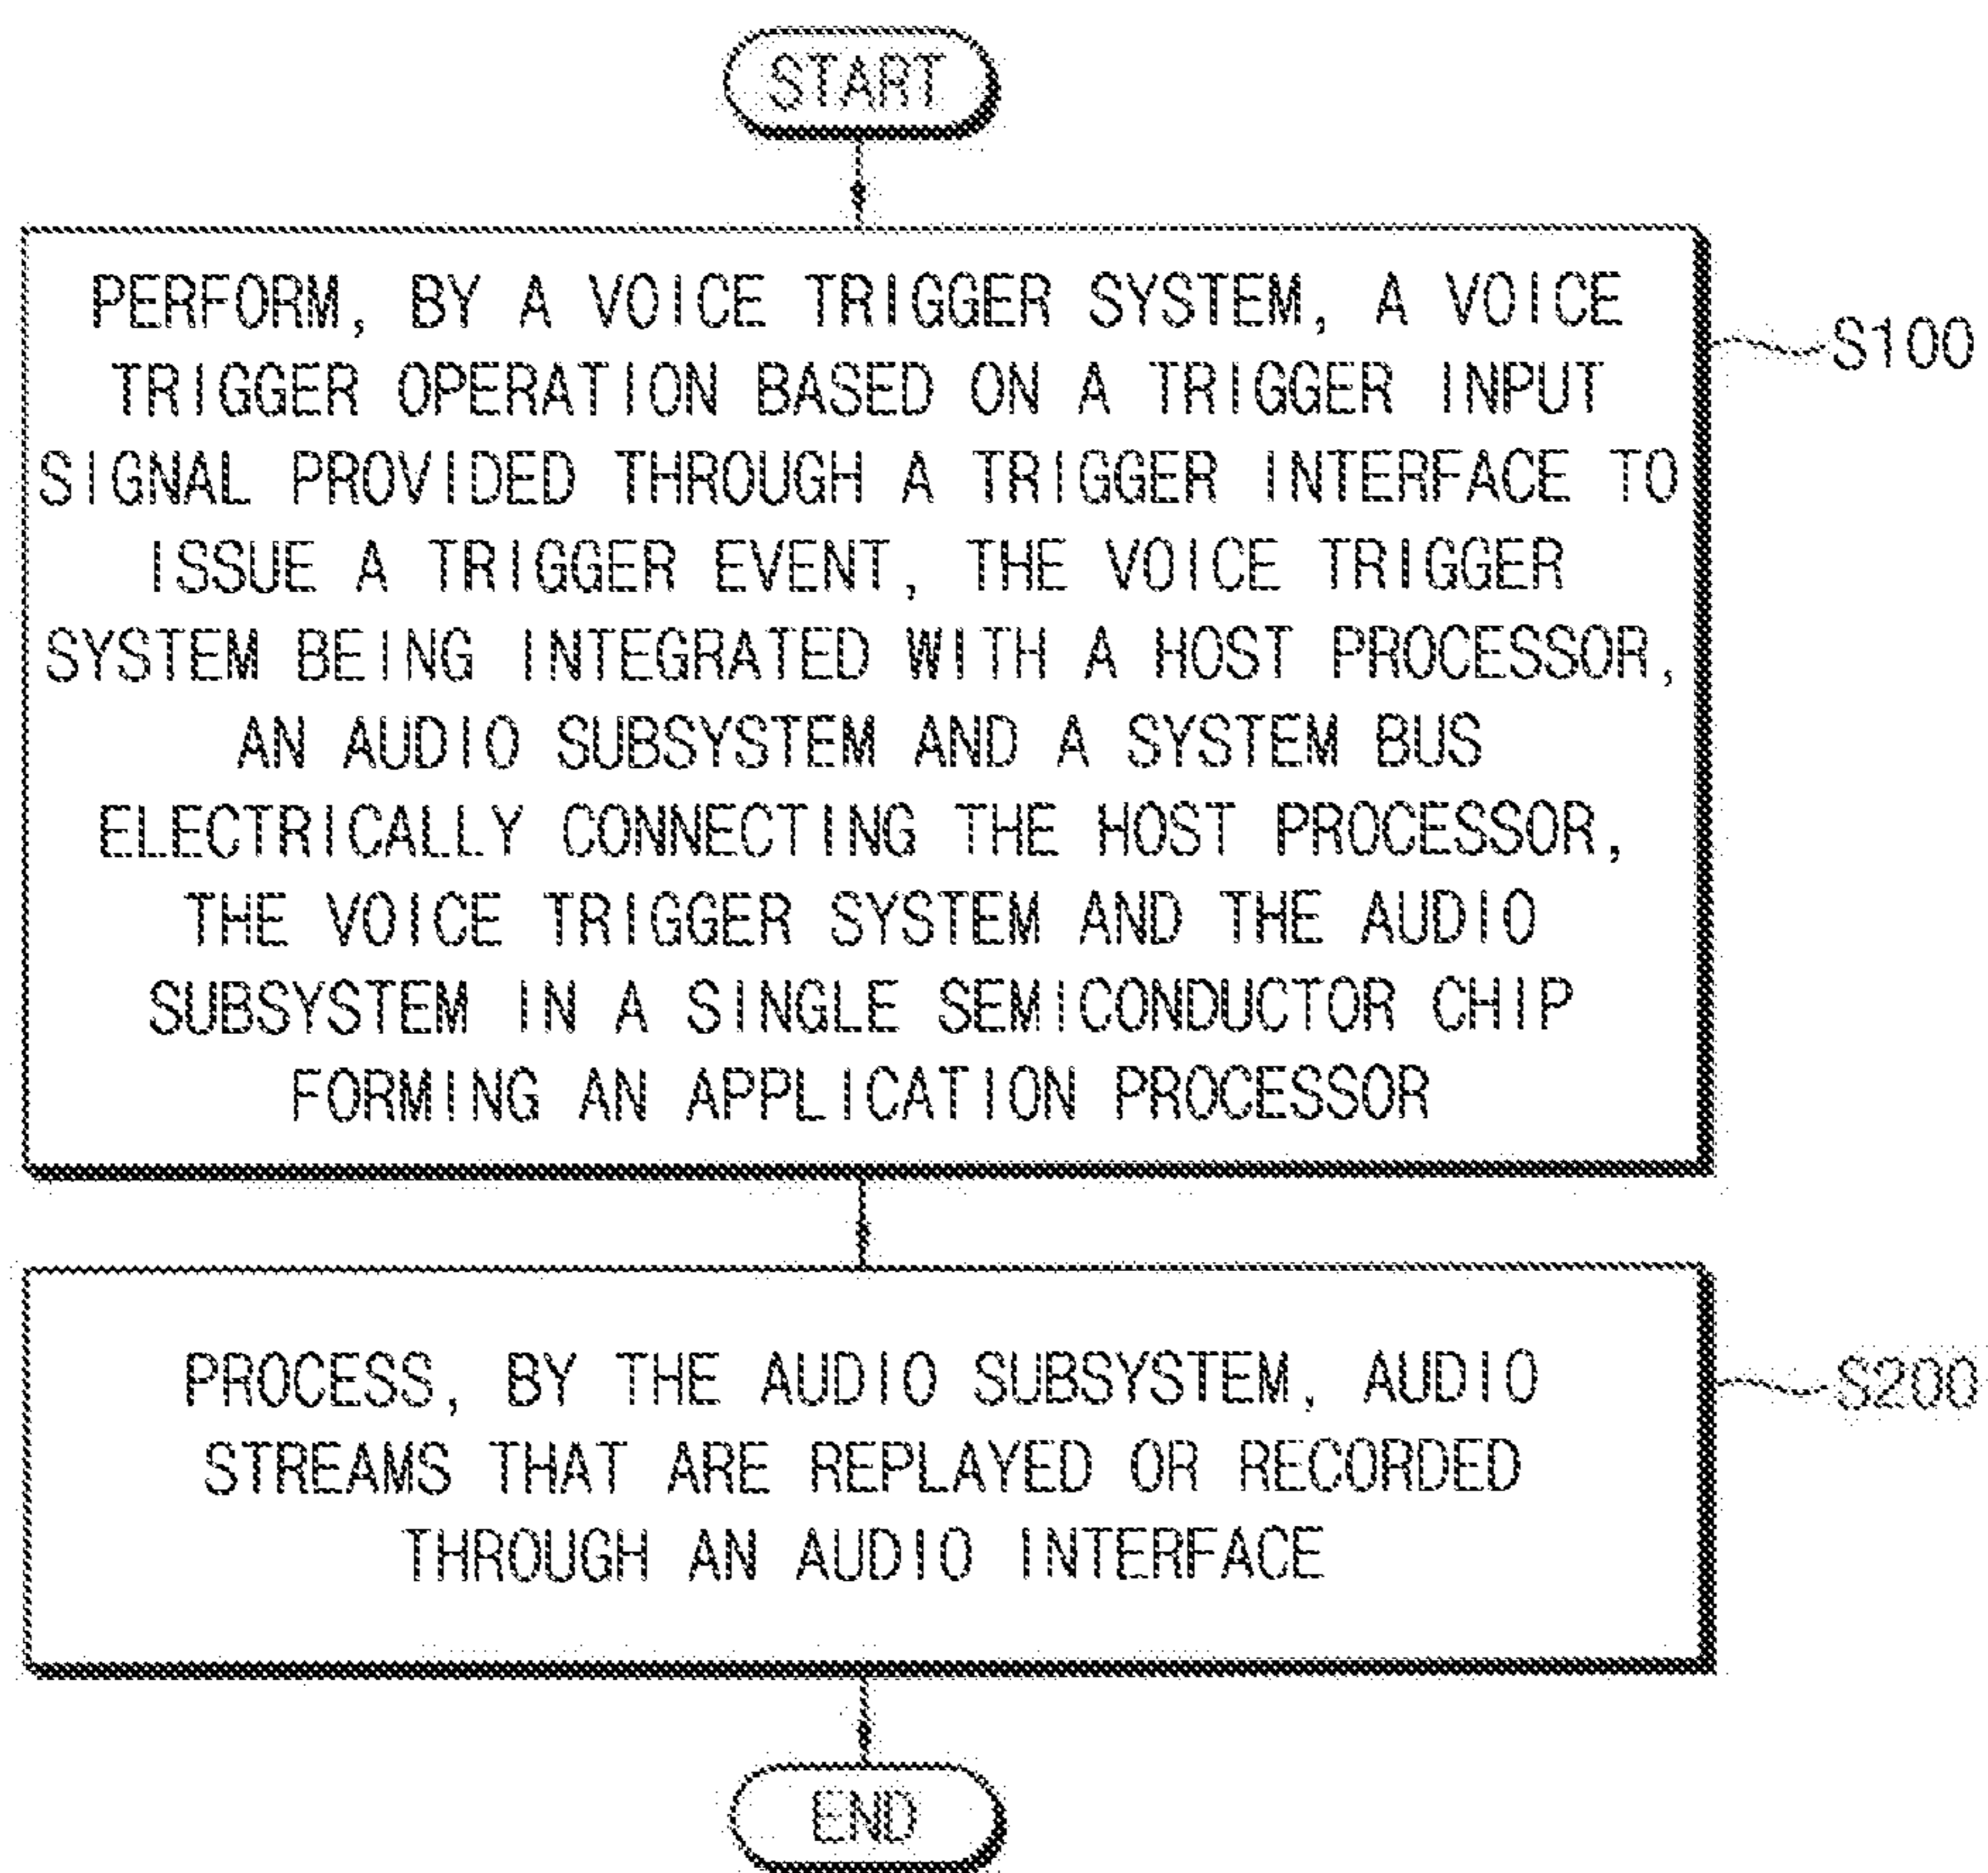 START
PERFORM, BY A VOICE TRIGGER SYSTEM, A VOICE
TRIGGER OPERATION BASED ON A TRIGGER INPUT
SIGNAL PROVIDED THROUGH A TRIGGER INTERFACE TO
ISSUE A TRIGGER EVENT, THE VOICE TRIGGER
SYSTEM BEING INTEGRATED WITH A HOST PROCESSOR,
AN AUDIO SUBSYSTEM AND A SYSTEM BUS
ELECTRICALLY CONNECTING THE HOST PROCESSOR,
THE VOICE TRIGGER SYSTEM AND THE AUDIO
SUBSYSTEM IN A SINGLE SEMICONDUCTOR CHIP
FORMING AN APPLICATION PROCESSOR
S100
PROCESS, BY THE AUDIO SUBSYSTEM, AUDIO
STREAMS THAT ARE REPLAYED OR RECORDED
THROUGH AN AUDIO INTERFACE
S200
END